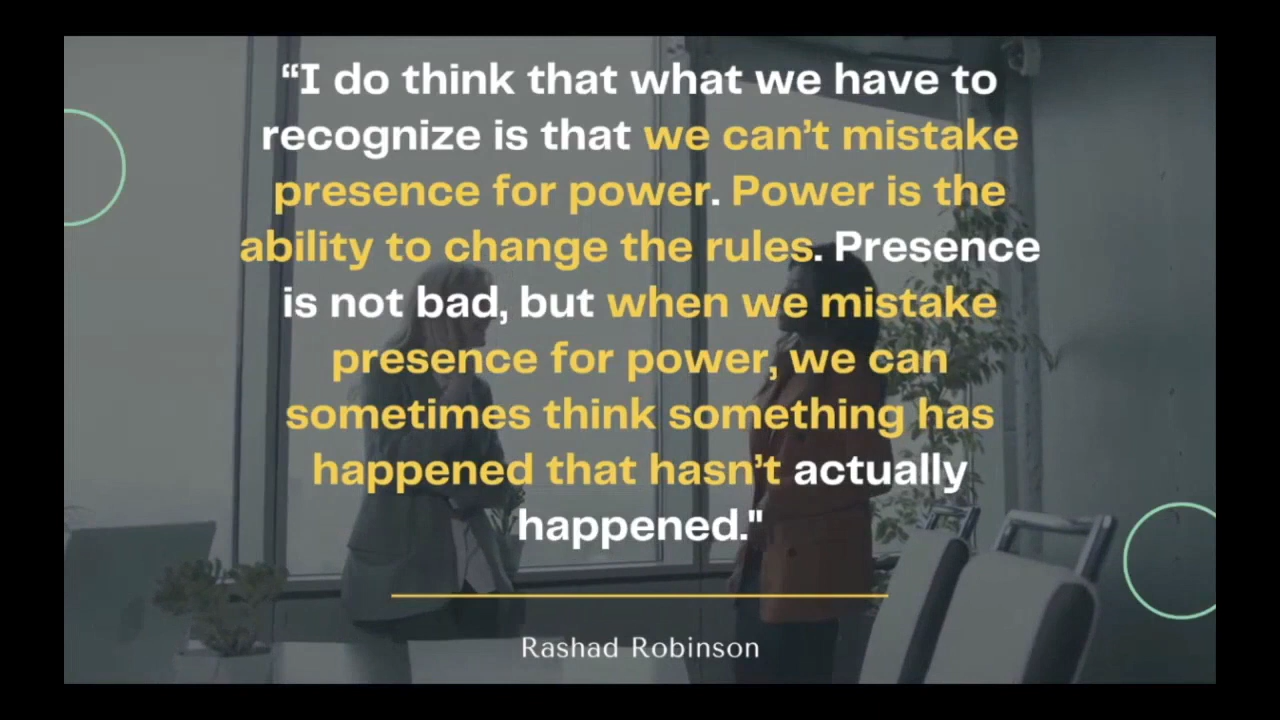 “I do think that what we have to
recognize is that we can’t mistake
presence for power. Power is the
ability to change the rules. Presence
is not bad, but when we mistake
presence for power, we can
sometimes think something has
happened that hasn’t actually
happened."
Rashad Robinson